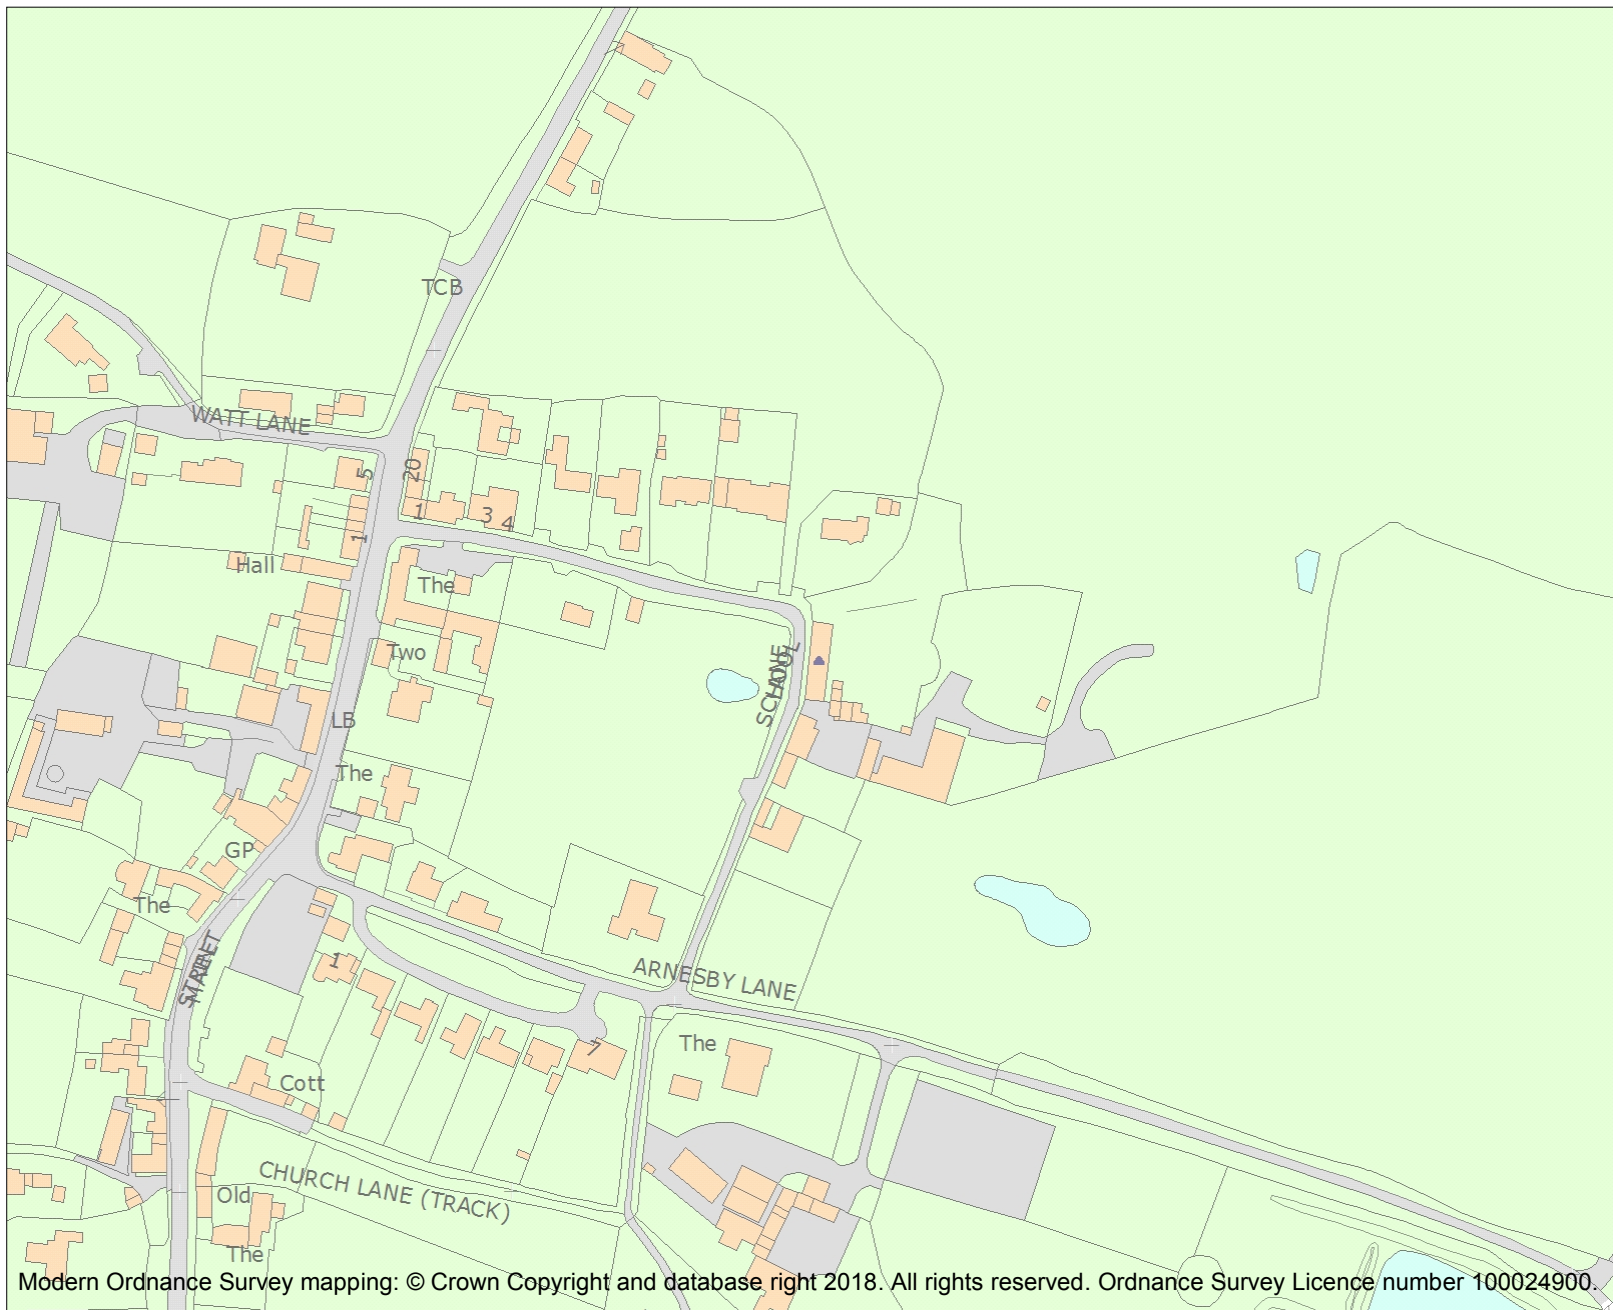 TCB
WATT LANE
5
20
1
3 4
1
Hall
The
Two
SCHOOL
LANE
LB
The
GP
The
MAIN
STREET
1
ARNESBY LANE
7
The
Cott
CHURCH LANE (TRACK)
Old
The
Modern Ordnance Survey mapping: © Crown Copyright and database right 2018. All rights reserved. Ordnance Survey Licence number 100024900.